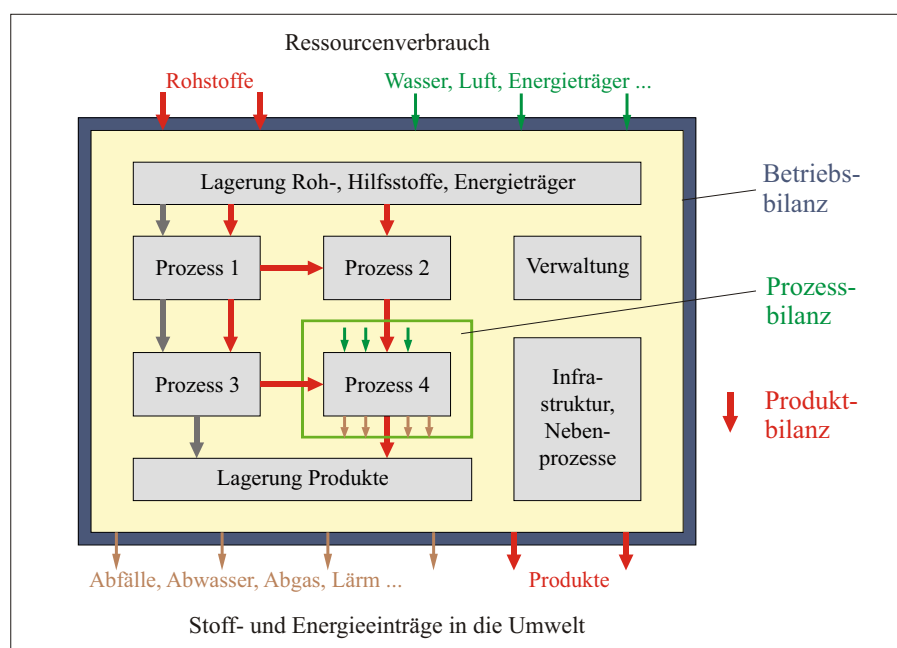 Ressourcenverbrauch
Rohstoffe
Wasser, Luft, Energieträger ...
Lagerung Roh-, Hilfsstoffe, Energieträger
Betriebs-
bilanz
Prozess 1
Prozess 2
Verwaltung
Prozess-
bilanz
Prozess 3
Prozess 4
Infra-
struktur,
Neben-
prozesse
Produkt-
bilanz
Lagerung Produkte
Abfälle, Abwasser, Abgas, Lärm ...
Produkte
Stoff- und Energieeinträge in die Umwelt